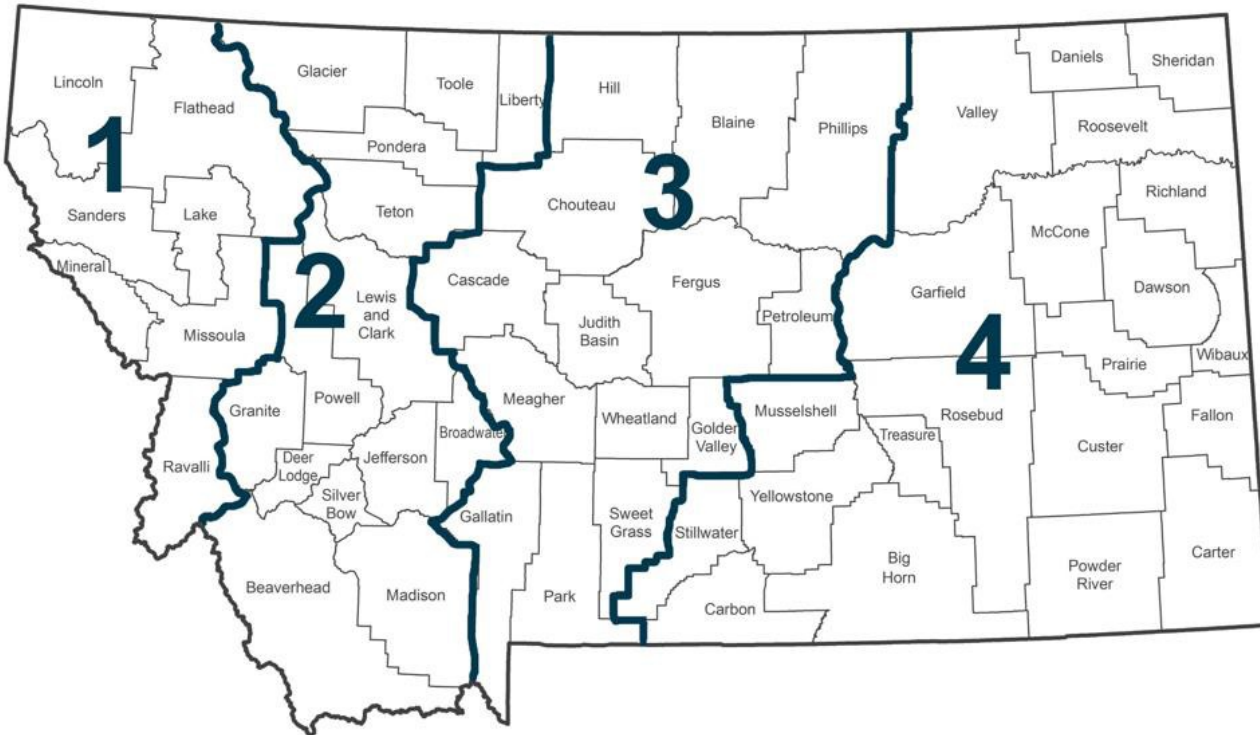 Lincoln
Flathead
Glacier
Toole
Liberty
Hill
Blaine
Phillips
Valley
Daniels
Sheridan
Roosevelt
1
Pondera
3
Sanders
Lake
Teton
Chouteau
Richland
McCone
Mineral
2
Cascade
Fergus
Garfield
Dawson
Lewis
and
Clark
Missoula
Judith
Basin
Petroleum
4
Prairie
Wibaux
Granite
Powell
Meagher
Wheatland
Golden
Valley
Musselshell
Rosebud
Treasure
Custer
Fallon
Broadwater
Ravalli
Deer
Lodge
Jefferson
Silver
Bow
Gallatin
Sweet
Grass
Stillwater
Yellowstone
Big
Horn
Powder
River
Carter
Beaverhead
Madison
Park
Carbon